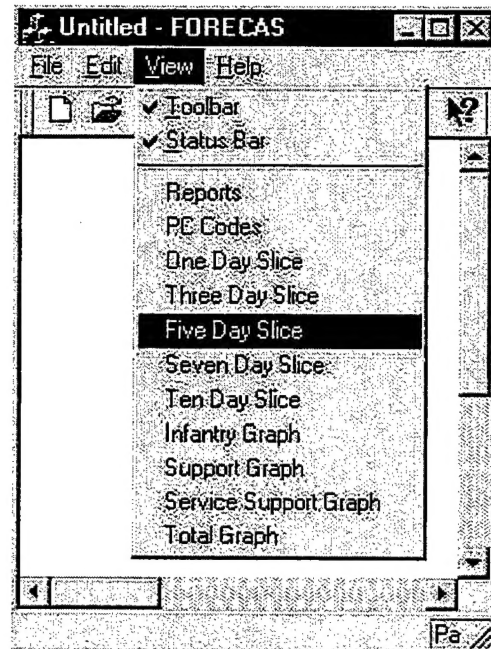 Untitled - FORECAS
File Edit View Help
Toolbar
Status Bar
Reports
PC Codes
One Day Slice
Three Day Slice
Five Day Slice
Seven Day Slice
Ten Day Slice
Infantry Graph
Support Graph
Service Support Graph
Total Graph
Pa